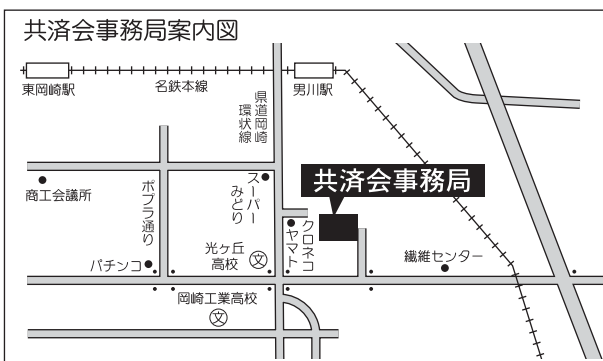 共済会事務局案内図
東岡崎駅
名鉄本線
男川駅
県道岡崎
環状線
商工会議所
ポプラ通り
スーパー
みどり
共済会事務局
クロネコ
ヤマト
パチンコ
光ヶ丘
高校
文
繊維センター
岡崎工業高校
文